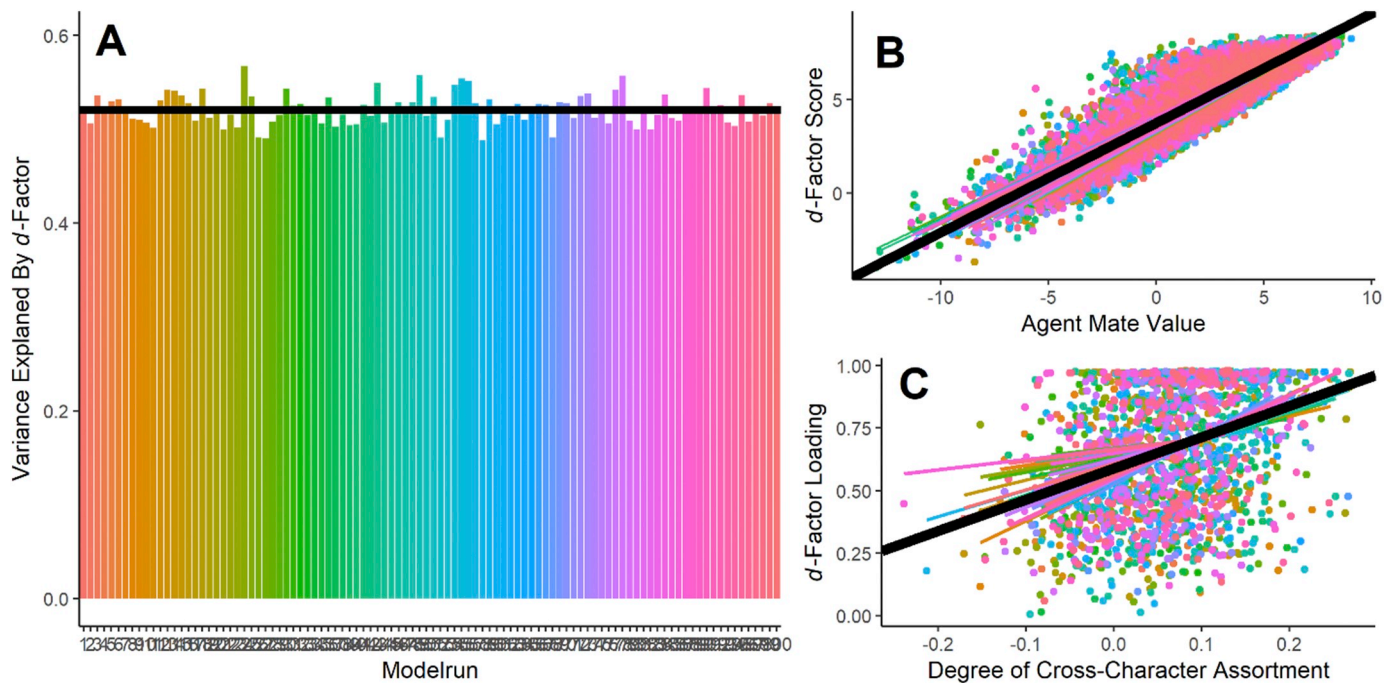 A
0.6
0.4
0.2
0.0
Variance Explaned By d-Factor
Modelrun
B
5
0
d-Factor Score
-10
-5
0
5
10
Agent Mate Value
C
1.00
0.75
0.50
0.25
0.00
d-Factor Loading
-0.2
-0.1
0.0
0.1
0.2
Degree of Cross-Character Assortment